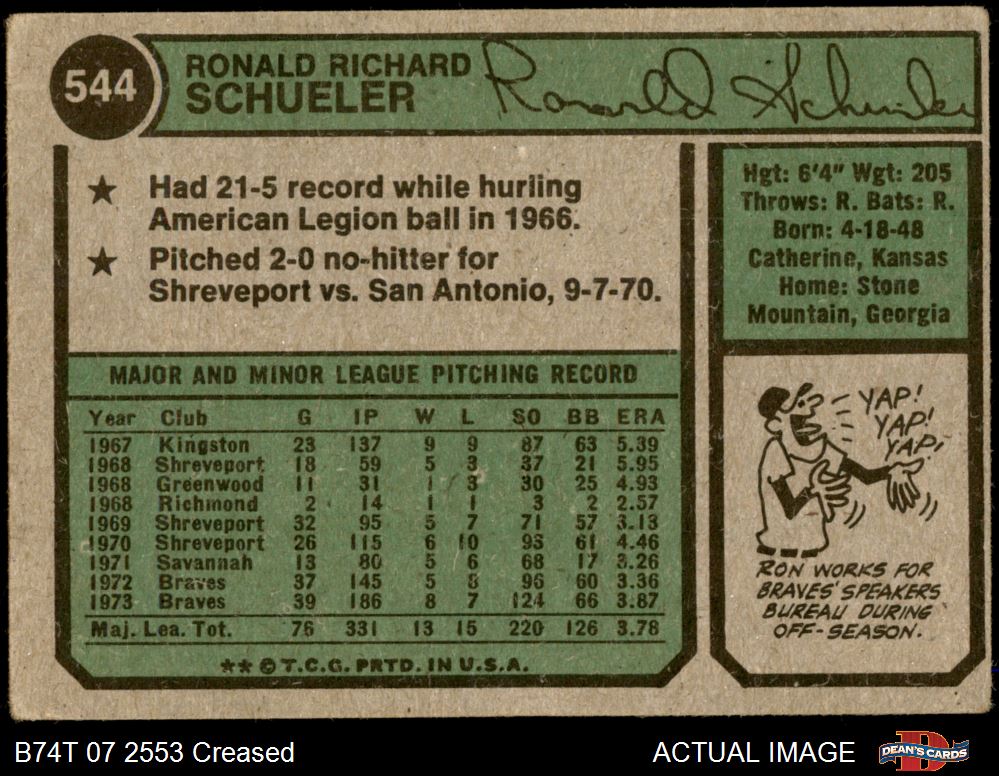 544
RONALD RICHARD
SCHUELER
Ronald Schueler
★ Had 21-5 record while hurling
American Legion ball in 1966.
★ Pitched 2-0 no-hitter for
Shreveport vs. San Antonio, 9-7-70.
Hgt: 6'4" Wgt: 205
Throws: R. Bats: R.
Born: 4-18-48
Catherine, Kansas
Home: Stone
Mountain, Georgia
MAJOR AND MINOR LEAGUE PITCHING RECORD
Year Club G IP W L SO BB ERA
1967 Kingston 23 137 9 9 87 63 5.39
1968 Shreveport 18 59 5 3 37 21 5.95
1968 Greenwood 11 31 1 3 30 25 4.93
1968 Richmond 2 14 1 1 3 2 2.57
1969 Shreveport 32 95 5 7 71 57 3.13
1970 Shreveport 26 115 6 10 93 61 4.46
1971 Savannah 13 80 5 6 68 17 3.26
1972 Braves 37 145 5 8 96 60 3.36
1973 Braves 39 186 8 7 124 66 3.87
Maj. Lea. Tot. 76 331 13 15 220 126 3.78
** © T.C.G. PRTD. IN U.S.A.
YAP!
YAP!
YAP!
RON WORKS FOR
BRAVES' SPEAKERS
BUREAU DURING
OFF-SEASON.
B74T 07 2553 Creased
ACTUAL IMAGE
DEAN'S CARDS